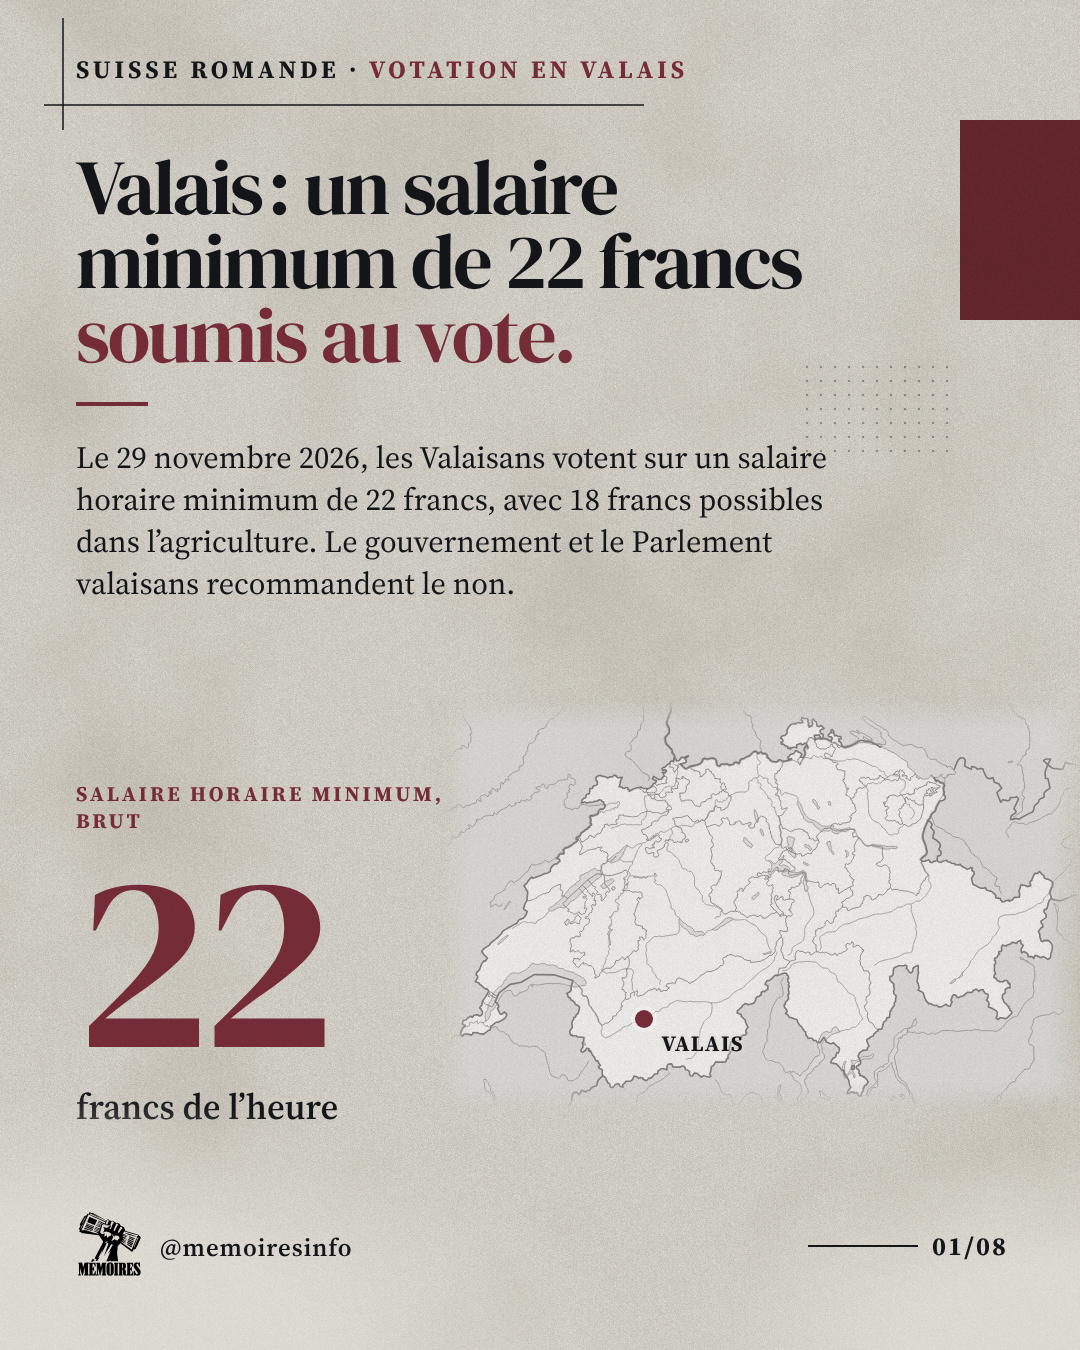 SUISSE ROMANDE · VOTATION EN VALAIS
Valais : un salaire
minimum de 22 francs
soumis au vote.
Le 29 novembre 2026, les Valaisans votent sur un salaire
horaire minimum de 22 francs, avec 18 francs possibles
dans l’agriculture. Le gouvernement et le Parlement
valaisans recommandent le non.
SALAIRE HORAIRE MINIMUM,
BRUT
22
francs de l’heure
VALAIS
MÉMOIRES
@memoiresinfo
01/08